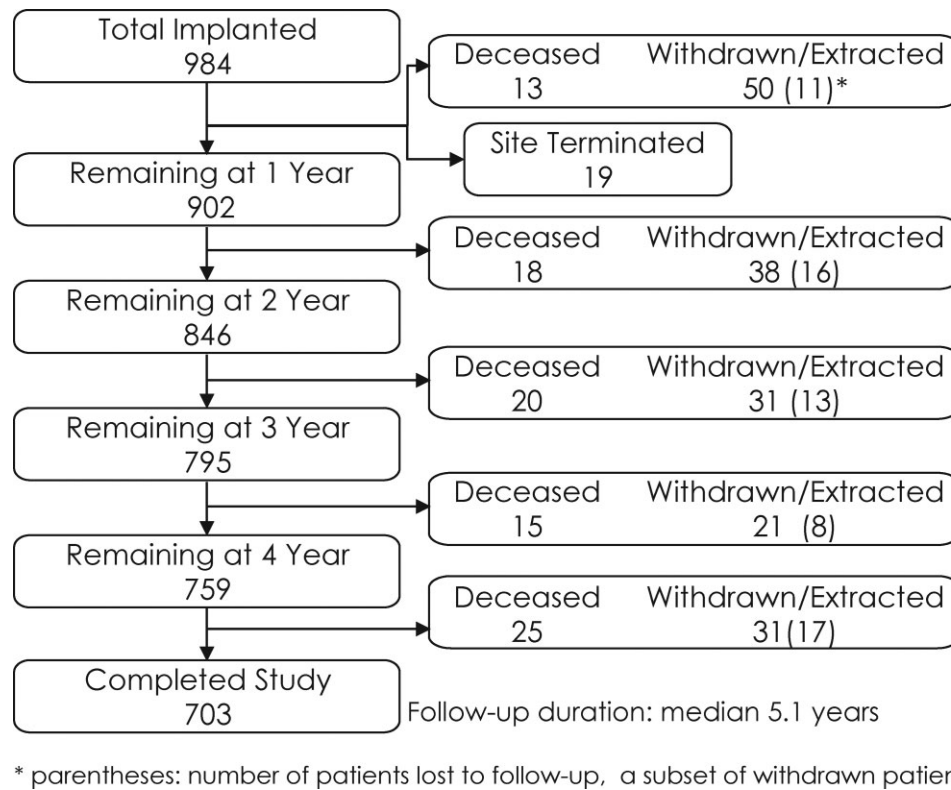 Total Implanted
984
Deceased Withdrawn/Extracted
13 50 (11)*
Site Terminated
19
Remaining at 1 Year
902
Deceased Withdrawn/Extracted
18 38 (16)
Remaining at 2 Year
846
Deceased Withdrawn/Extracted
20 31 (13)
Remaining at 3 Year
795
Deceased Withdrawn/Extracted
15 21 (8)
Remaining at 4 Year
759
Deceased Withdrawn/Extracted
25 31(17)
Completed Study
703
Follow-up duration: median 5.1 years
* parentheses: number of patients lost to follow-up, a subset of withdrawn